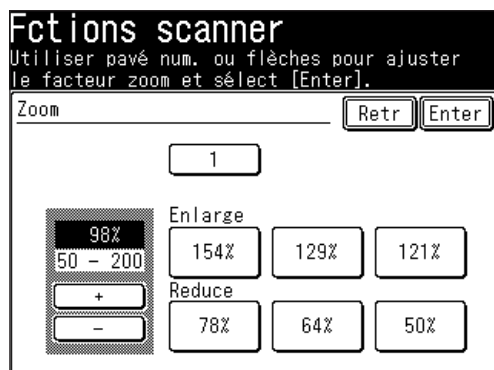 Fctions scanner
Utiliser pavé num. ou flèches pour ajuster
le facteur zoom et sélect [Enter].
Zoom
Retr Enter
1
98%
50 - 200
+
-
Enlarge
154% 129% 121%
Reduce
78% 64% 50%